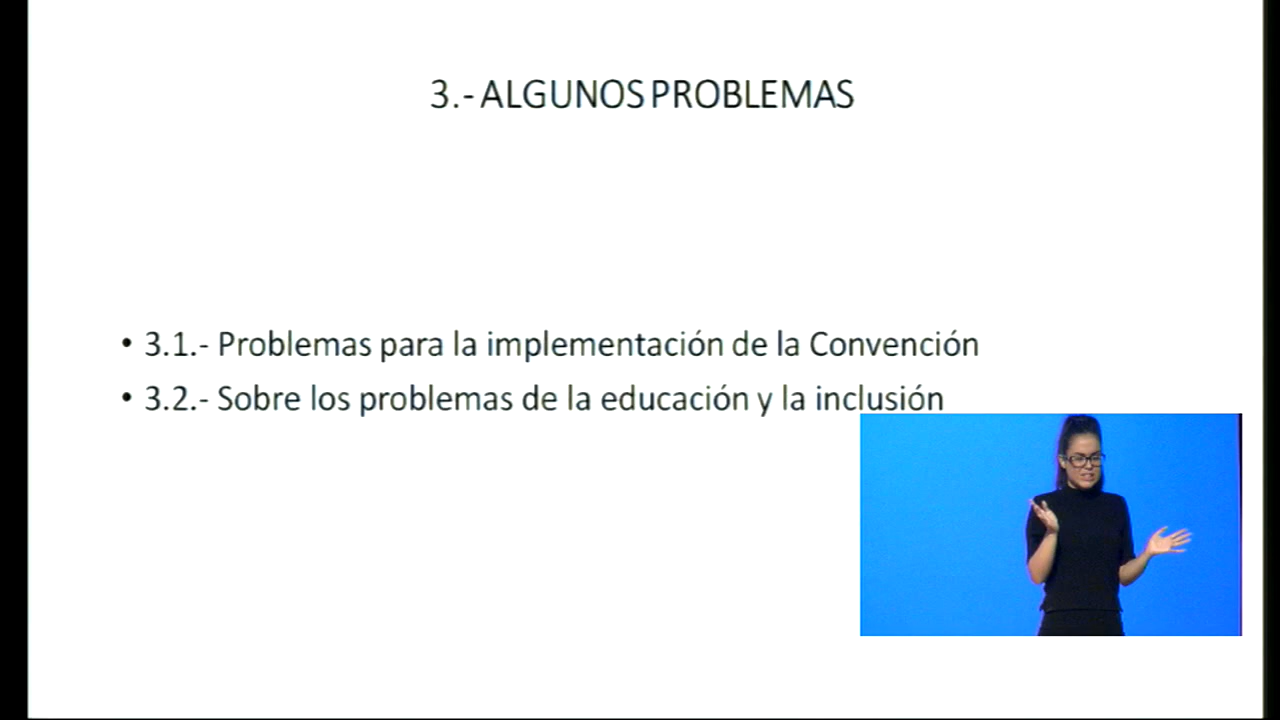 3.- ALGUNOS PROBLEMAS
• 3.1.- Problemas para la implementación de la Convención
• 3.2.- Sobre los problemas de la educación y la inclusión